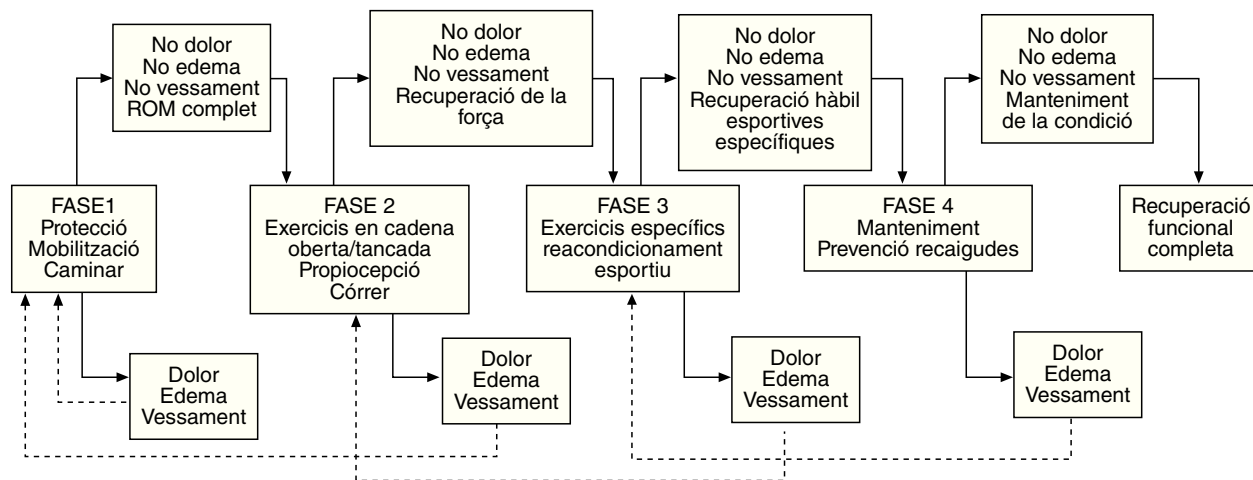 No dolor
No edema
No vessament
ROM complet
No dolor
No edema
No vessament
Recuperació de la
força
No dolor
No edema
No vessament
Recuperació hàbil
esportives
específiques
No dolor
No edema
No vessament
Manteniment
de la condició
FASE1
Protecció
Mobilització
Caminar
FASE 2
Exercicis en cadena
oberta/tancada
Propiocepció
Córrer
FASE 3
Exercicis específics
reacondicionament
esportiu
FASE 4
Manteniment
Prevenció recaigudes
Recuperació
funcional
completa
Dolor
Edema
Vessament
Dolor
Edema
Vessament
Dolor
Edema
Vessament
Dolor
Edema
Vessament